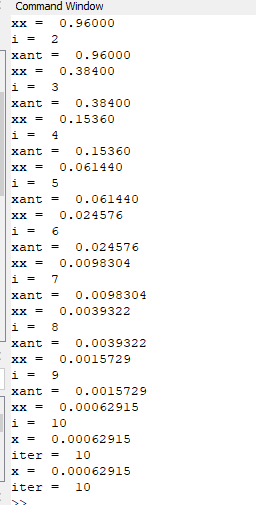 Command Window
xx =  0.96000
i =  2
xant =  0.96000
xx =  0.38400
i =  3
xant =  0.38400
xx =  0.15360
i =  4
xant =  0.15360
xx =  0.061440
i =  5
xant =  0.061440
xx =  0.024576
i =  6
xant =  0.024576
xx =  0.0098304
i =  7
xant =  0.0098304
xx =  0.0039322
i =  8
xant =  0.0039322
xx =  0.0015729
i =  9
xant =  0.0015729
xx =  0.00062915
i =  10
x =  0.00062915
iter =  10
x =  0.00062915
iter =  10
>>